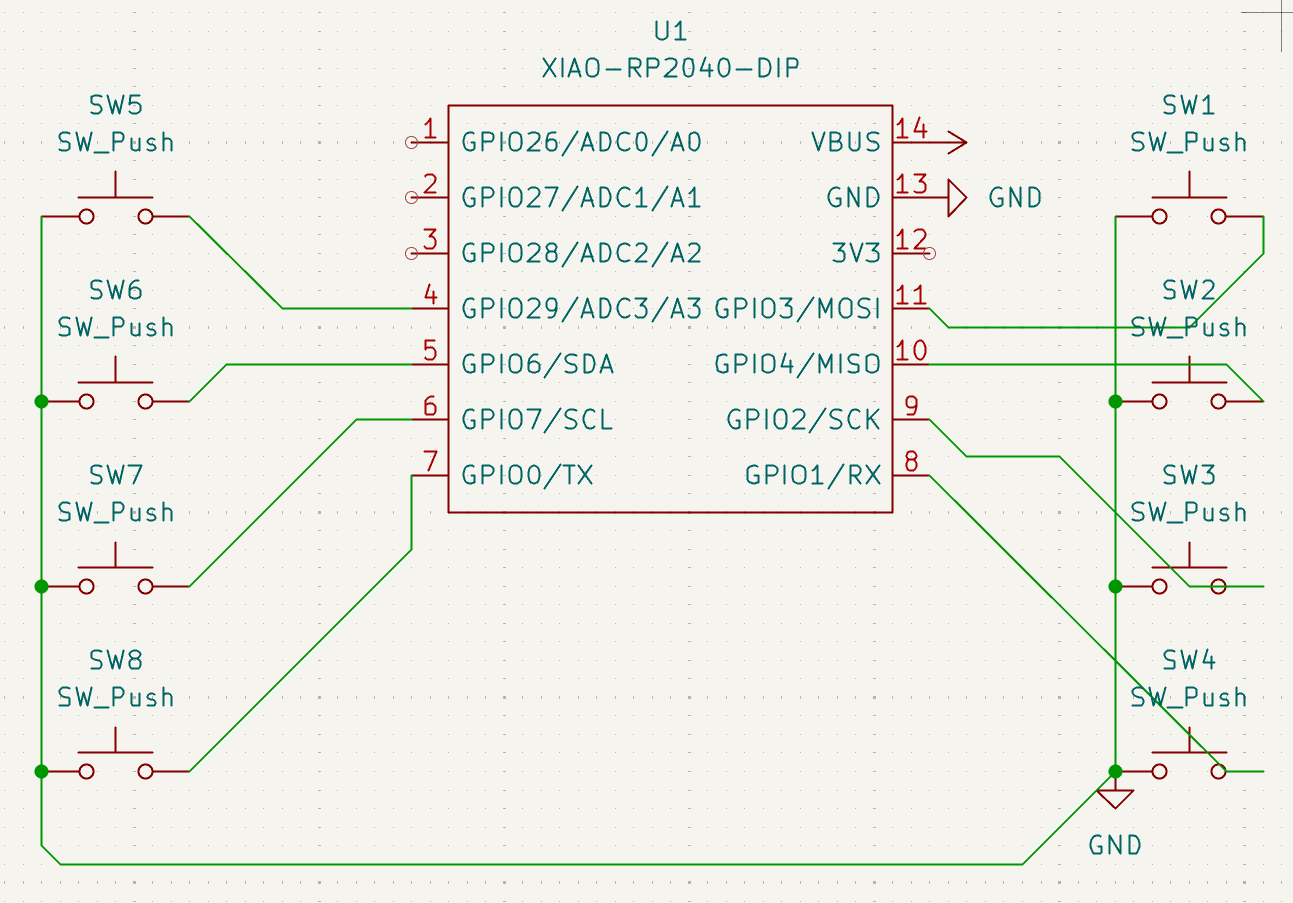 U1
XIAO-RP2040-DIP
SW5
SW_Push
SW1
SW_Push
1
GPIO26/ADC0/A0
VBUS
14
2
GPIO27/ADC1/A1
GND
13
GND
3
GPIO28/ADC2/A2
3V3
12
SW6
SW_Push
SW2
SW_Push
4
GPIO29/ADC3/A3
GPIO3/MOSI
11
5
GPIO6/SDA
GPIO4/MISO
10
6
GPIO7/SCL
GPIO2/SCK
9
7
GPIO0/TX
GPIO1/RX
8
SW7
SW_Push
SW3
SW_Push
SW8
SW_Push
SW4
SW_Push
GND